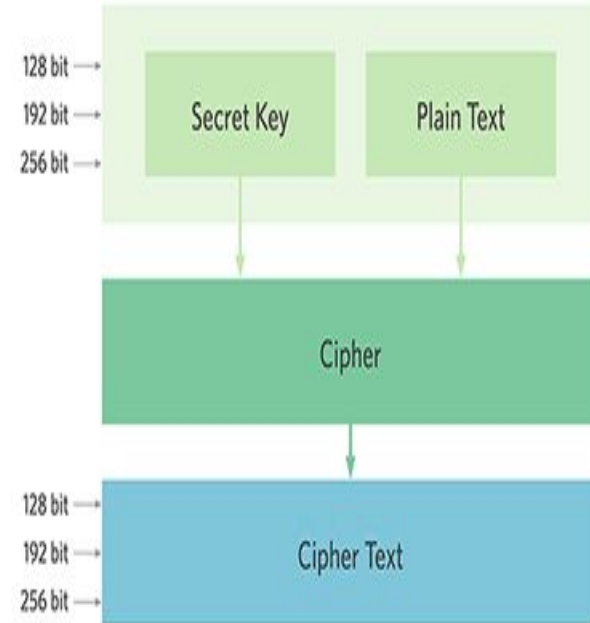 128 bit
192 bit
256 bit
Secret Key
Plain Text
Cipher
128 bit
192 bit
256 bit
Cipher Text